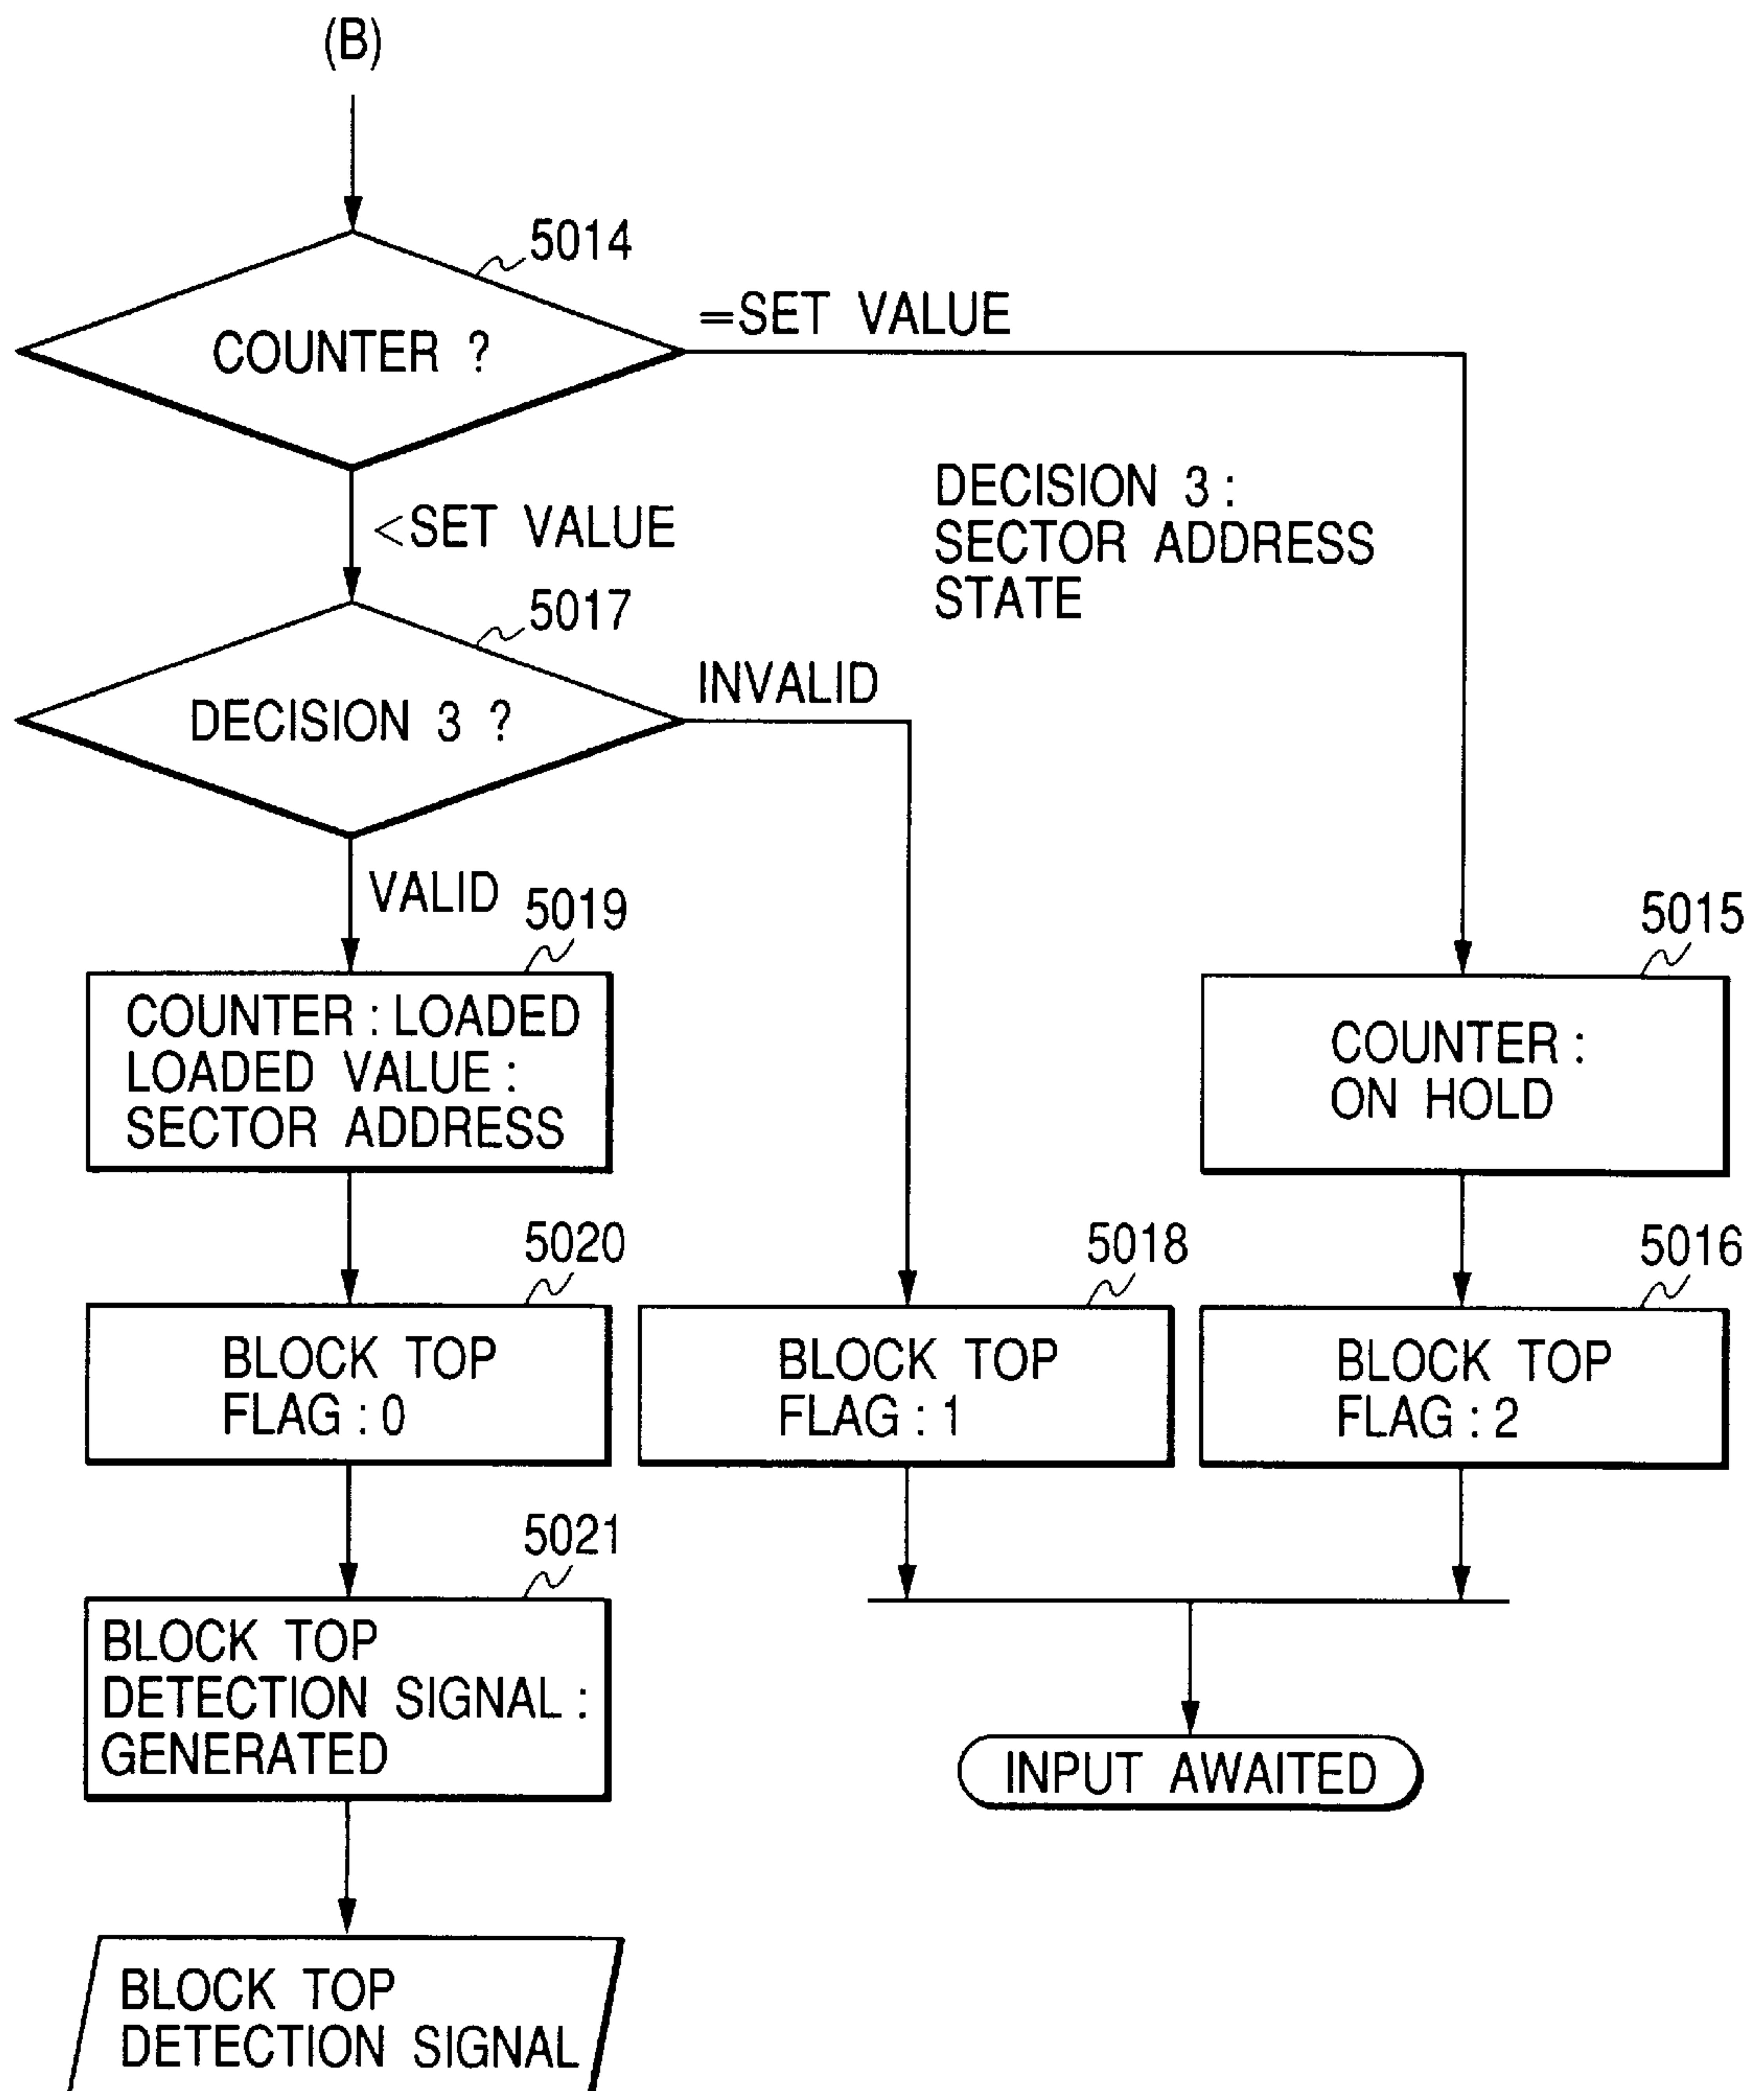 (B)
5014
COUNTER ?
=SET VALUE
<SET VALUE
DECISION 3 :
SECTOR ADDRESS
STATE
5017
DECISION 3 ?
INVALID
VALID
5019
COUNTER : LOADED
LOADED VALUE :
SECTOR ADDRESS
5015
COUNTER :
ON HOLD
5020
BLOCK TOP
FLAG : 0
5018
BLOCK TOP
FLAG : 1
5016
BLOCK TOP
FLAG : 2
5021
BLOCK TOP
DETECTION SIGNAL :
GENERATED
INPUT AWAITED
BLOCK TOP
DETECTION SIGNAL